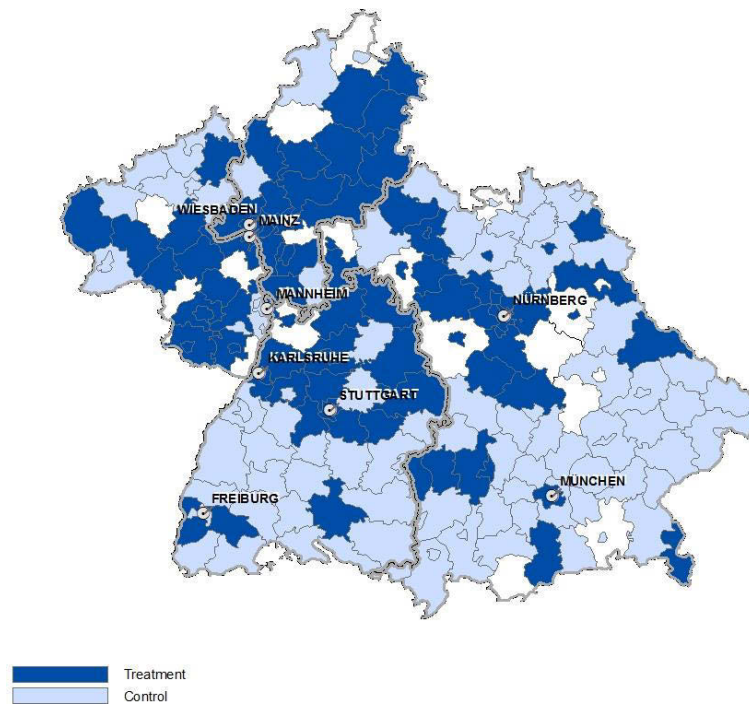 WIESBADEN
MAINZ
MANNHEIM
NÜRNBERG
KARLSRUHE
STUTTGART
MÜNCHEN
FREIBURG
Treatment
Control